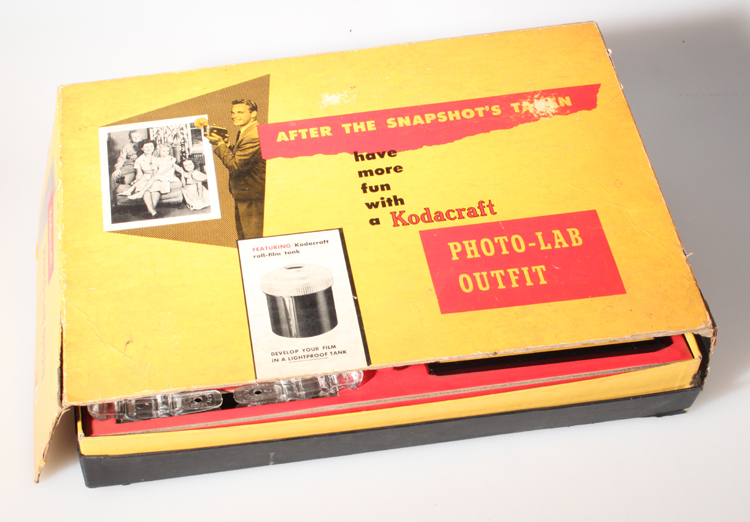 AFTER THE SNAPSHOT'S TAKEN
have
more
fun
with
a Kodacraft
PHOTO-LAB
OUTFIT
FEATURING Kodacraft
roll-film tank
DEVELOP YOUR FILM
IN A LIGHTPROOF TANK